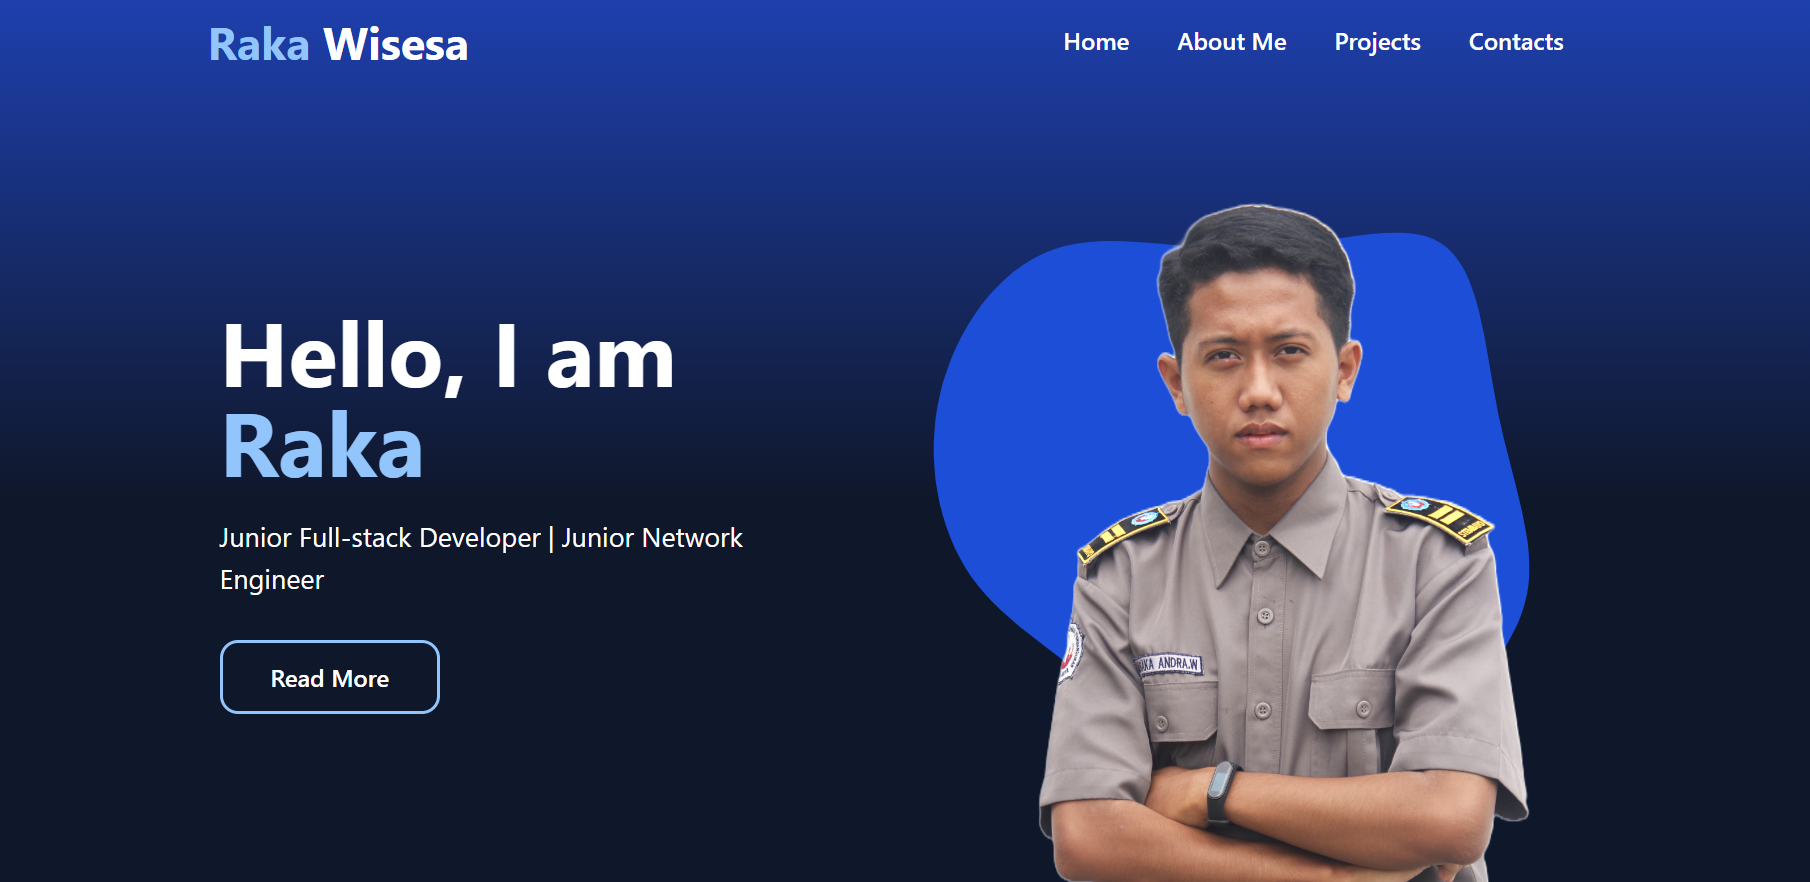 Raka Wisesa
Home
About Me
Projects
Contacts
Hello, I am
Raka
Junior Full-stack Developer | Junior Network
Engineer
Read More
ANDRA.W